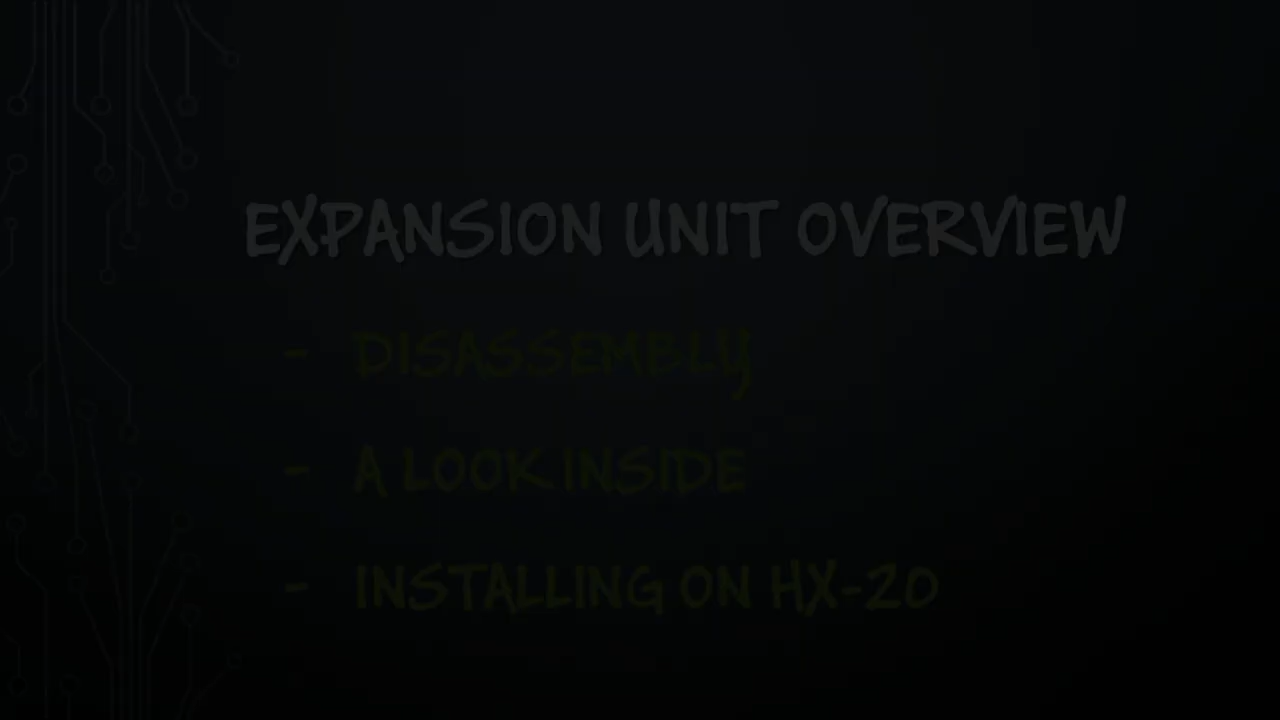 EXPANSION UNIT OVERVIEW
- DISASSEMBLY
- A LOOK INSIDE
- INSTALLING ON HX-20